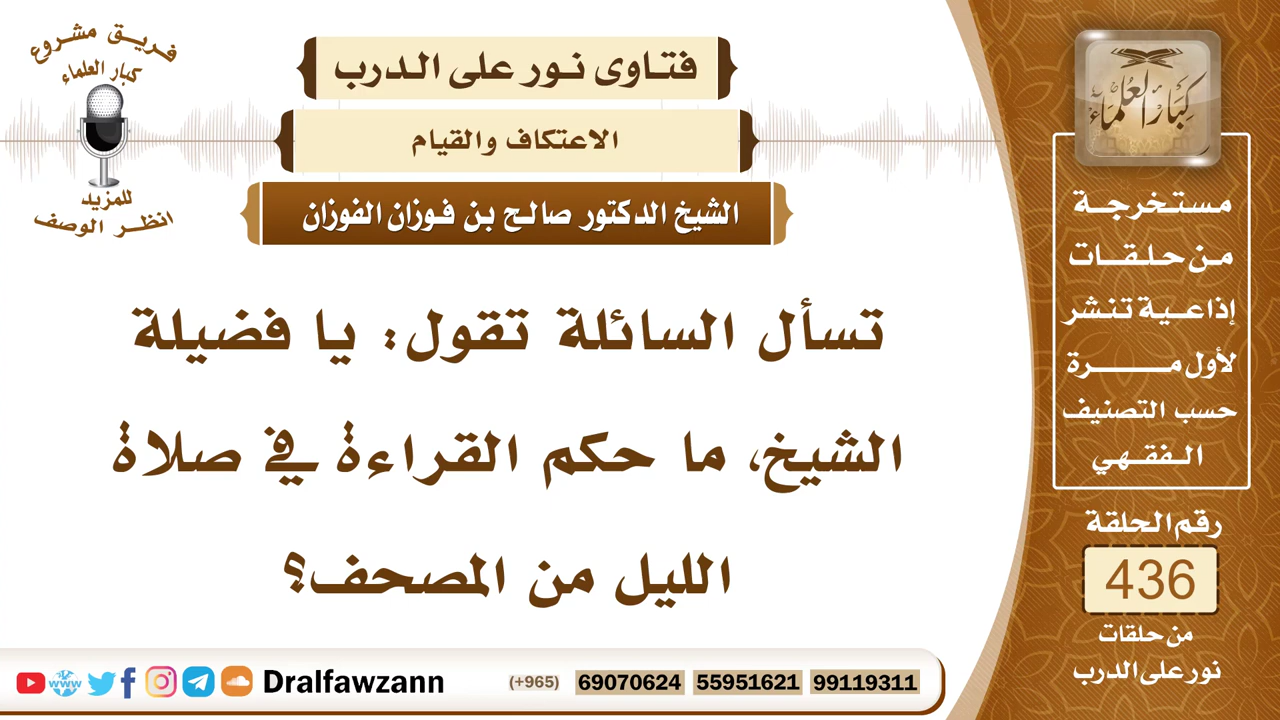 فريق مشروع
كبار العلماء
للمزيد
انظر الوصف
فتاوى نور على الدرب
الاعتكاف والقيام
الشيخ الدكتور صالح بن فوزان الفوزان
تسأل السائلة تقول: يا فضيلة
الشيخ، ما حكم القراءة في صلاة
الليل من المصحف؟
كبار العلماء
مستخرجة
من حلقات
إذاعية تنشر
لأول مرة
حسب التصنيف
الفقهي
رقم الحلقة
436
من حلقات
نور على الدرب
www
Dralfawzann
(+965) 69070624 55951621 99119311